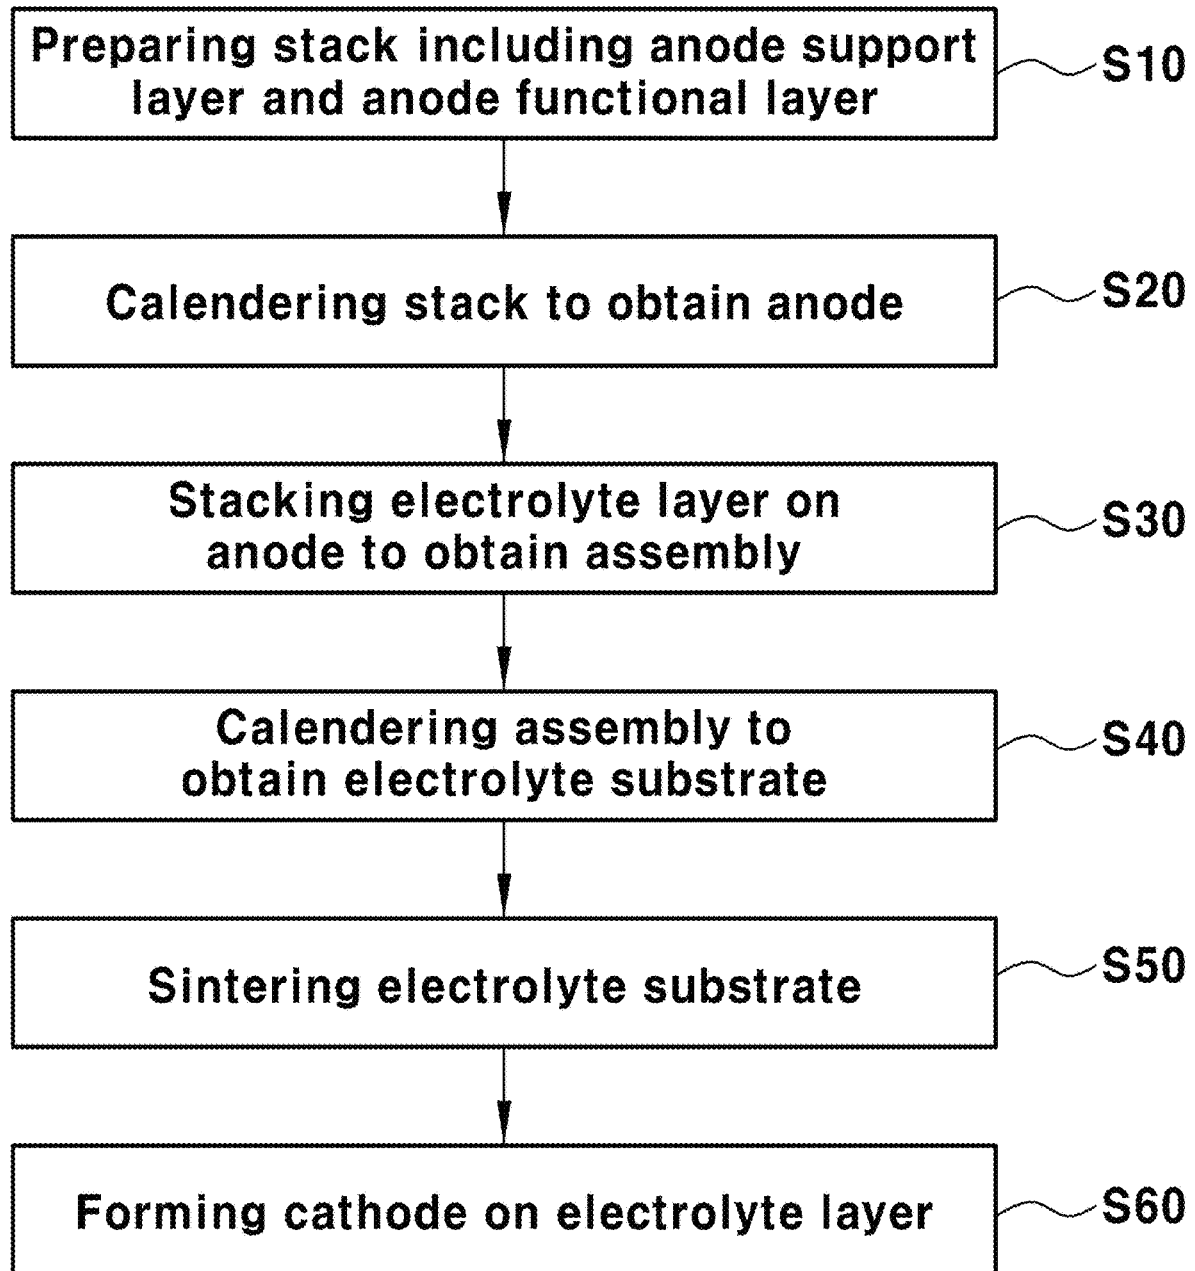 Preparing stack including anode support
layer and anode functional layer
S10
Calendering stack to obtain anode
S20
Stacking electrolyte layer on
anode to obtain assembly
S30
Calendering assembly to
obtain electrolyte substrate
S40
Sintering electrolyte substrate
S50
Forming cathode on electrolyte layer
S60